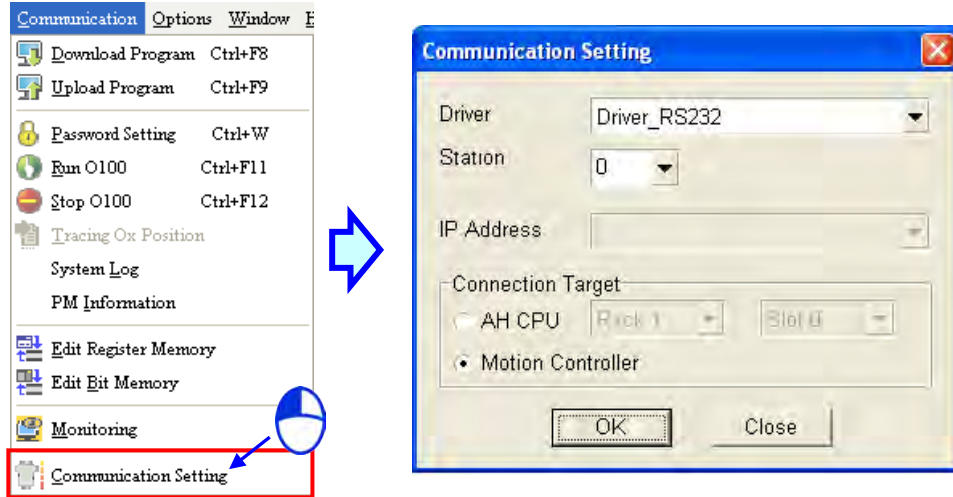 Communication Options Window
Download Program Ctrl+F8
Upload Program Ctrl+F9
Password Setting Ctrl+W
Run O100 Ctrl+F11
Stop O100 Ctrl+F12
Tracing Ox Position
System Log
PM Information
Edit Register Memory
Edit Bit Memory
Monitoring
Communication Setting
Communication Setting
Driver Driver_RS232
Station 0
IP Address
Connection Target
AH CPU Rack 1 Slot 0
Motion Controller
OK Close